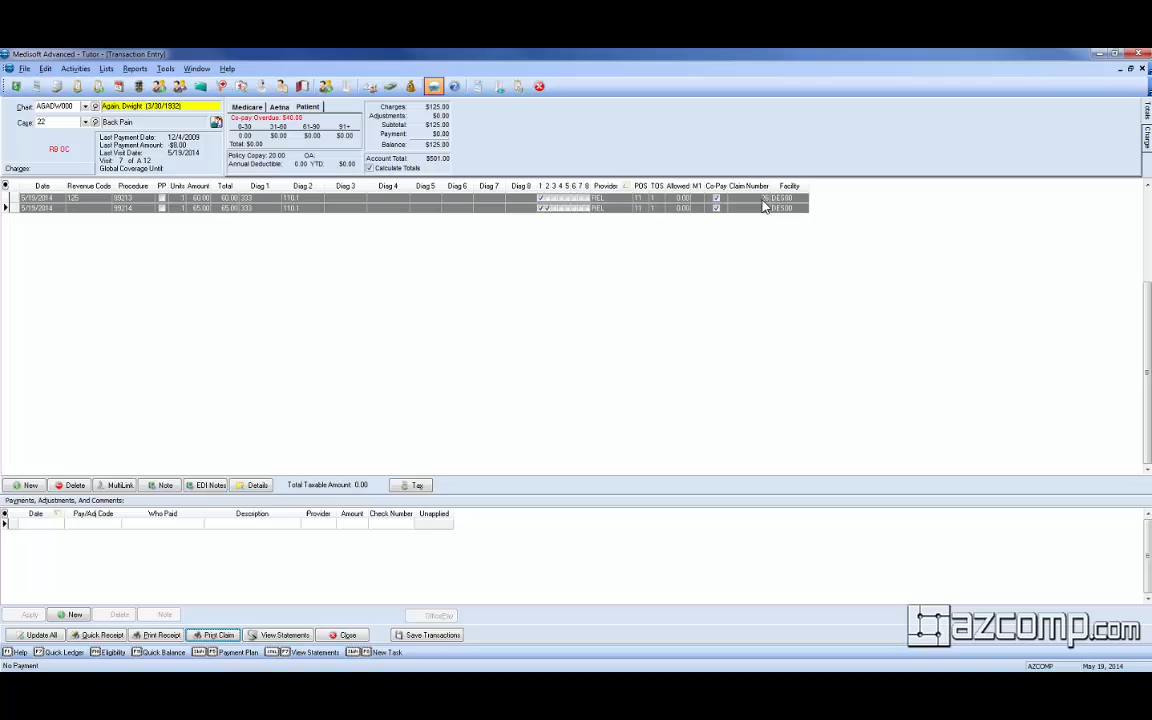 Medisoft Advanced - Tutor - [Transaction Entry]
File Edit Activities Lists Reports Tools Window Help
Chart: AGADW000 Again, Dwight (3/30/1932)
Case: 22 Back Pain
RB OC
Charges:
Last Payment Date: 12/4/2009
Last Payment Amount: -$8.00
Last Visit Date: 5/19/2014
Visit: 7 of A 12
Global Coverage Until:
Medicare Aetna Patient
Co-pay Overdue: $40.00
0-30 31-60 61-90 91+
0.00 $0.00 $0.00 $0.00
Total: $0.00
Policy Copay: 20.00 OA:
Annual Deductible: 0.00 YTD: $0.00
Charges: $125.00
Adjustments: $0.00
Subtotal: $125.00
Payment: $0.00
Balance: $125.00
Account Total: $501.00
Calculate Totals
Totals
Charge
Date Revenue Code Procedure PP Units Amount Total Diag 1 Diag 2 Diag 3 Diag 4 Diag 5 Diag 6 Diag 7 Diag 8 1 2 3 4 5 6 7 8 Provider POS TOS Allowed M1 Co-Pay Claim Number Facility
5/19/2014 125 99213 1 60.00 60.00 333 110.1 REL 11 1 0.00 DES00
5/19/2014 99214 1 65.00 65.00 333 110.1 REL 11 1 0.00 DES00
New Delete MultiLink Note EDI Notes Details Total Taxable Amount 0.00 Tax
Payments, Adjustments, And Comments:
Date Pay/Adj Code Who Paid Description Provider Amount Check Number Unapplied
Apply New Delete Note OfficePay
Update All Quick Receipt Print Receipt Print Claim View Statements Close Save Transactions
Help Quick Ledger Eligibility Quick Balance Payment Plan View Statements New Task
No Payment AZCOMP May 19, 2014
azcomp.com